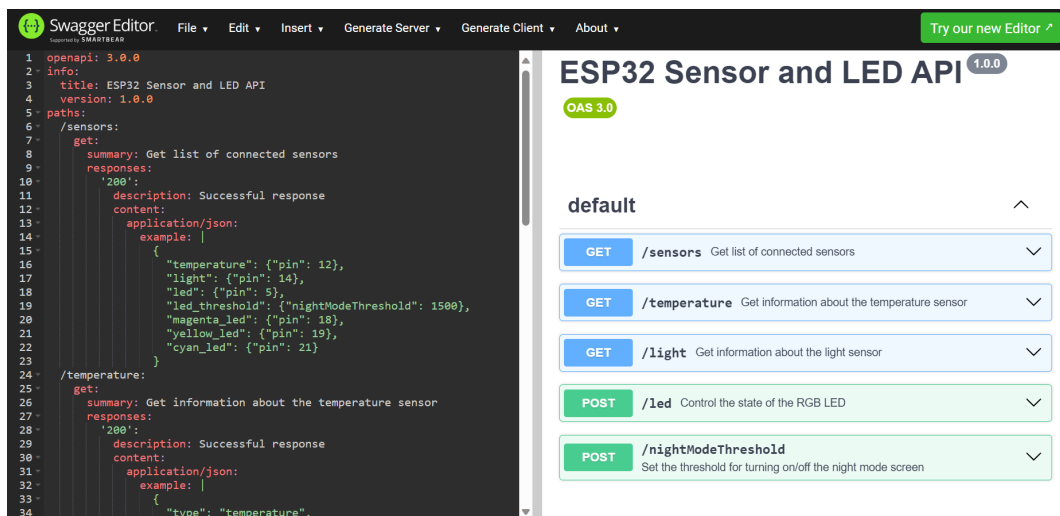 Swagger Editor.
Supported by SMARTBEAR
File ▾ Edit ▾ Insert ▾ Generate Server ▾ Generate Client ▾ About ▾
Try our new Editor ↗
1 openapi: 3.0.0
2 info:
3 title: ESP32 Sensor and LED API
4 version: 1.0.0
5 paths:
6 /sensors:
7 get:
8 summary: Get list of connected sensors
9 responses:
10 '200':
11 description: Successful response
12 content:
13 application/json:
14 example: |
15 {
16 "temperature": {"pin": 12},
17 "light": {"pin": 14},
18 "led": {"pin": 5},
19 "led_threshold": {"nightModeThreshold": 1500},
20 "magenta_led": {"pin": 18},
21 "yellow_led": {"pin": 19},
22 "cyan_led": {"pin": 21}
23 }
24 /temperature:
25 get:
26 summary: Get information about the temperature sensor
27 responses:
28 '200':
29 description: Successful response
30 content:
31 application/json:
32 example: |
33 {
34 "type": "temperature",
ESP32 Sensor and LED API 1.0.0
OAS 3.0
default
GET /sensors Get list of connected sensors
GET /temperature Get information about the temperature sensor
GET /light Get information about the light sensor
POST /led Control the state of the RGB LED
POST /nightModeThreshold
Set the threshold for turning on/off the night mode screen